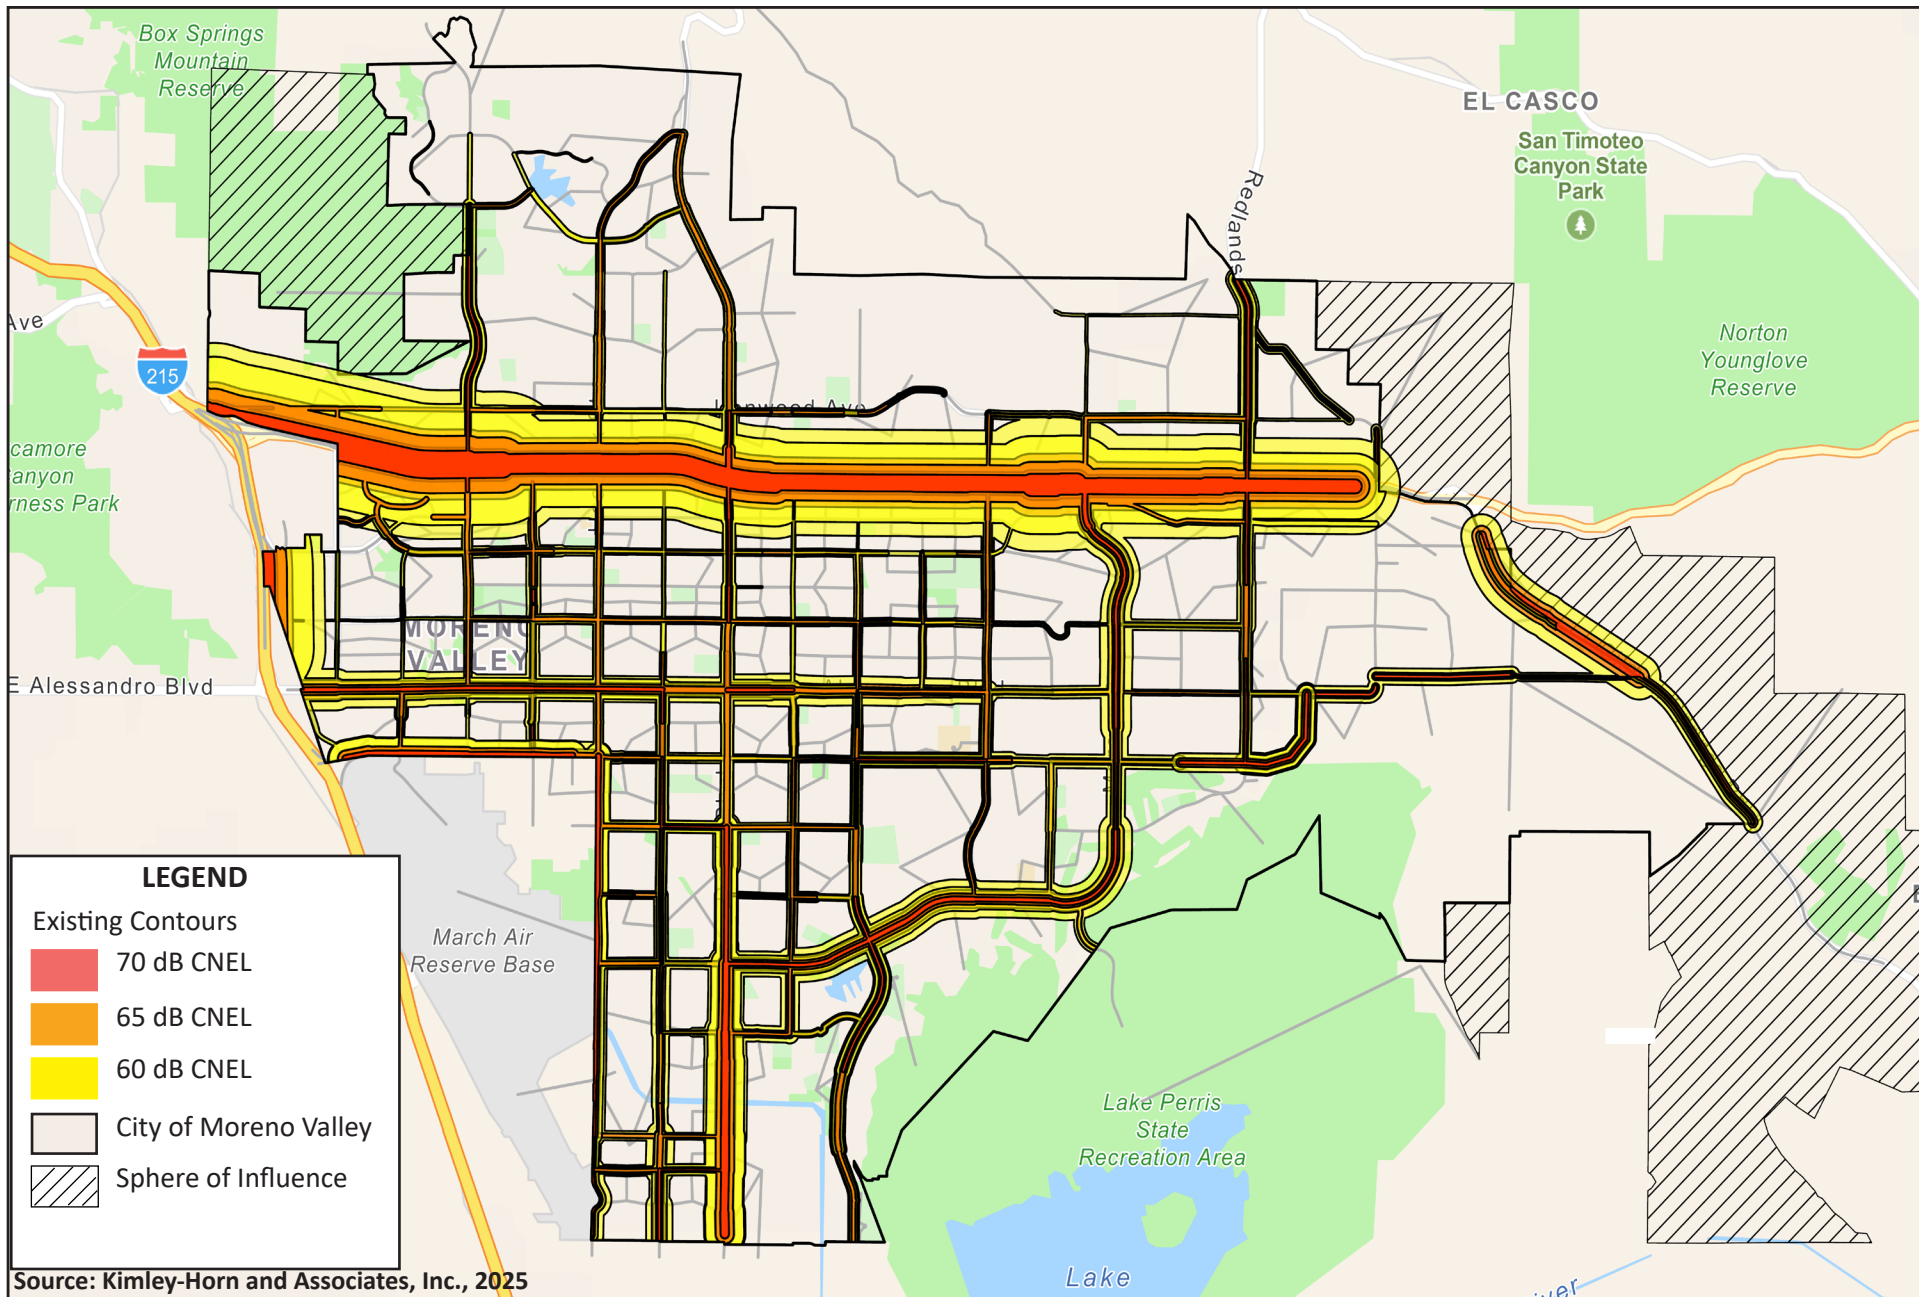 Box Springs
Mountain
Reserve
EL CASCO
San Timoteo
Canyon State
Park
Redlands
Norton
Younglove
Reserve
Ave
215
camore
anyon
rness Park
MORENO
VALLEY
E Alessandro Blvd
March Air
Reserve Base
Lake Perris
State
Recreation Area
Lake
LEGEND
Existing Contours
70 dB CNEL
65 dB CNEL
60 dB CNEL
City of Moreno Valley
Sphere of Influence
Source: Kimley-Horn and Associates, Inc., 2025